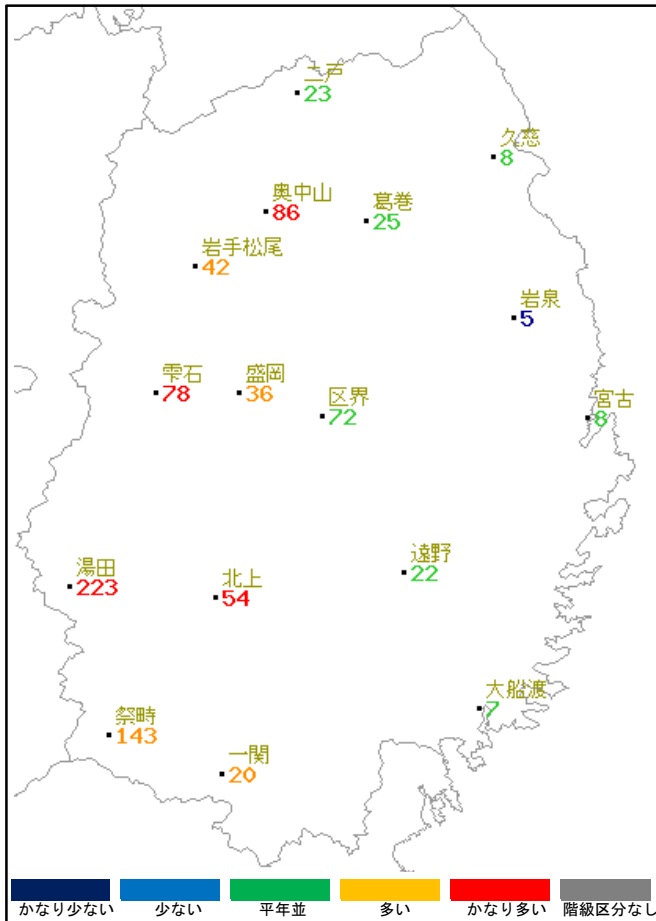 二戸
23
久慈
8
奥中山
86
葛巻
25
岩手松尾
42
岩泉
5
雫石
78
盛岡
36
区界
72
宮古
8
湯田
223
北上
54
遠野
22
大船渡
7
祭畤
143
一関
20
かなり少ない
少ない
平年並
多い
かなり多い
階級区分なし